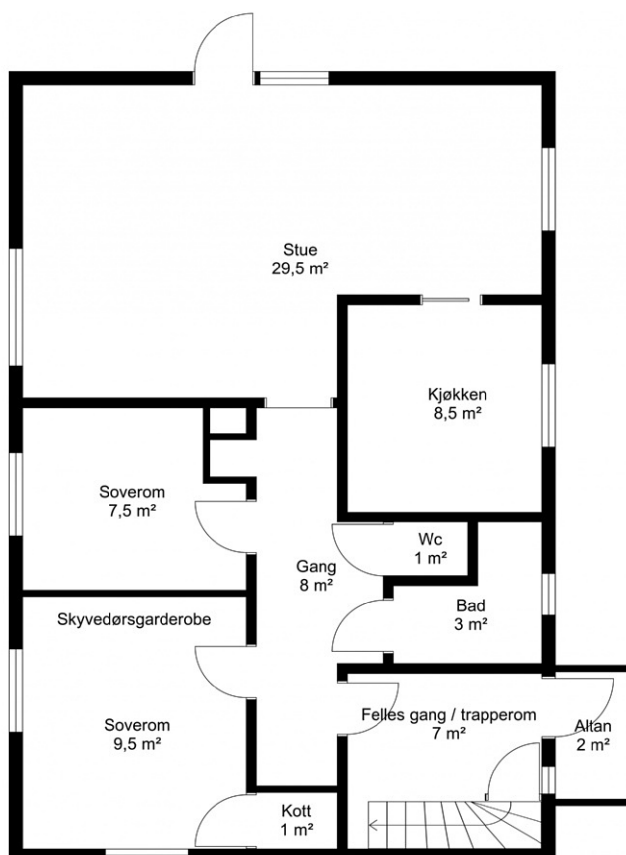 Stue
29,5 m²
Kjøkken
8,5 m²
Soverom
7,5 m²
Wc
1 m²
Gang
8 m²
Bad
3 m²
Skyvedørsgarderobe
Soverom
9,5 m²
Felles gang / trapperom
7 m²
Altan
2 m²
Kott
1 m²